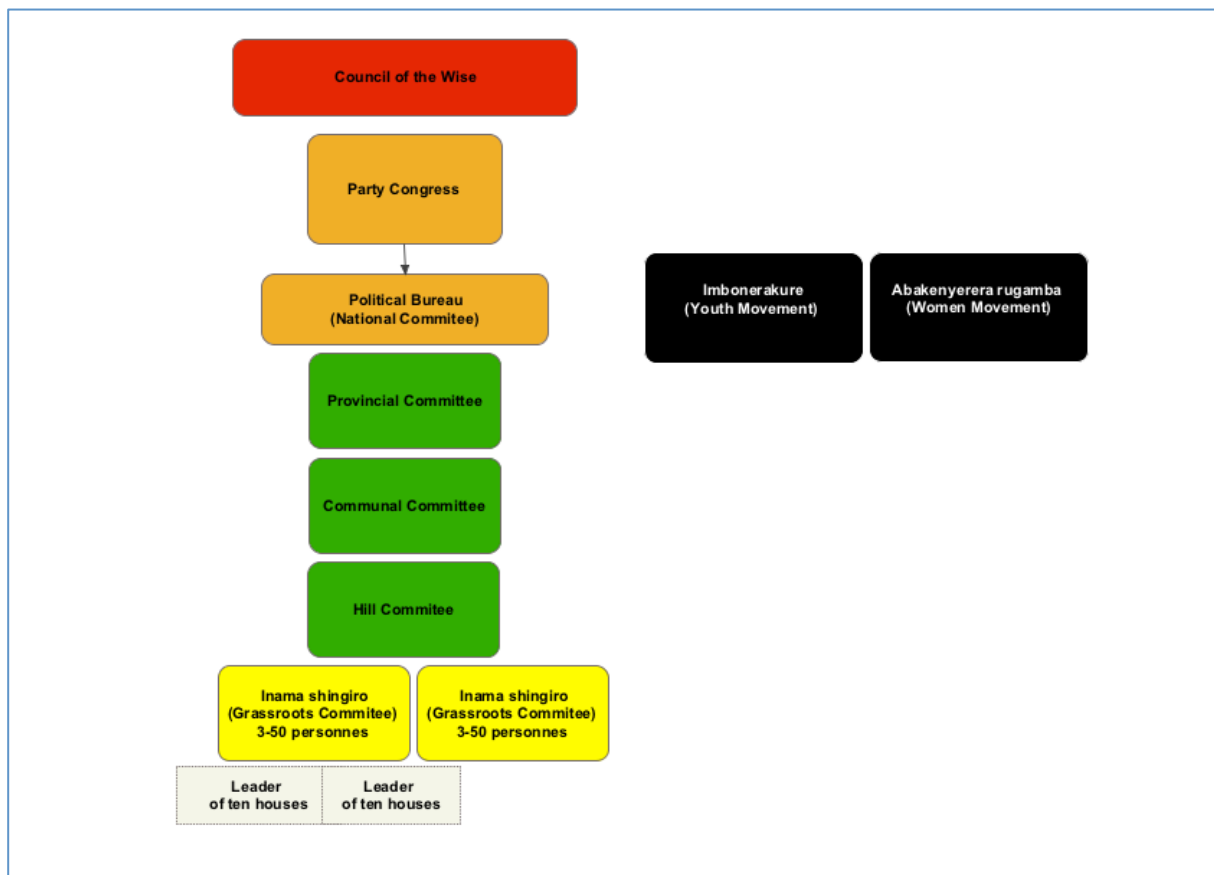 Council of the Wise
Party Congress
Political Bureau
(National Commitee)
Imbonerakure
(Youth Movement)
Abakenyerera rugamba
(Women Movement)
Provincial Committee
Communal Committee
Hill Commitee
Inama shingiro
(Grassroots Commitee)
3-50 personnes
Inama shingiro
(Grassroots Commitee)
3-50 personnes
Leader
of ten houses
Leader
of ten houses